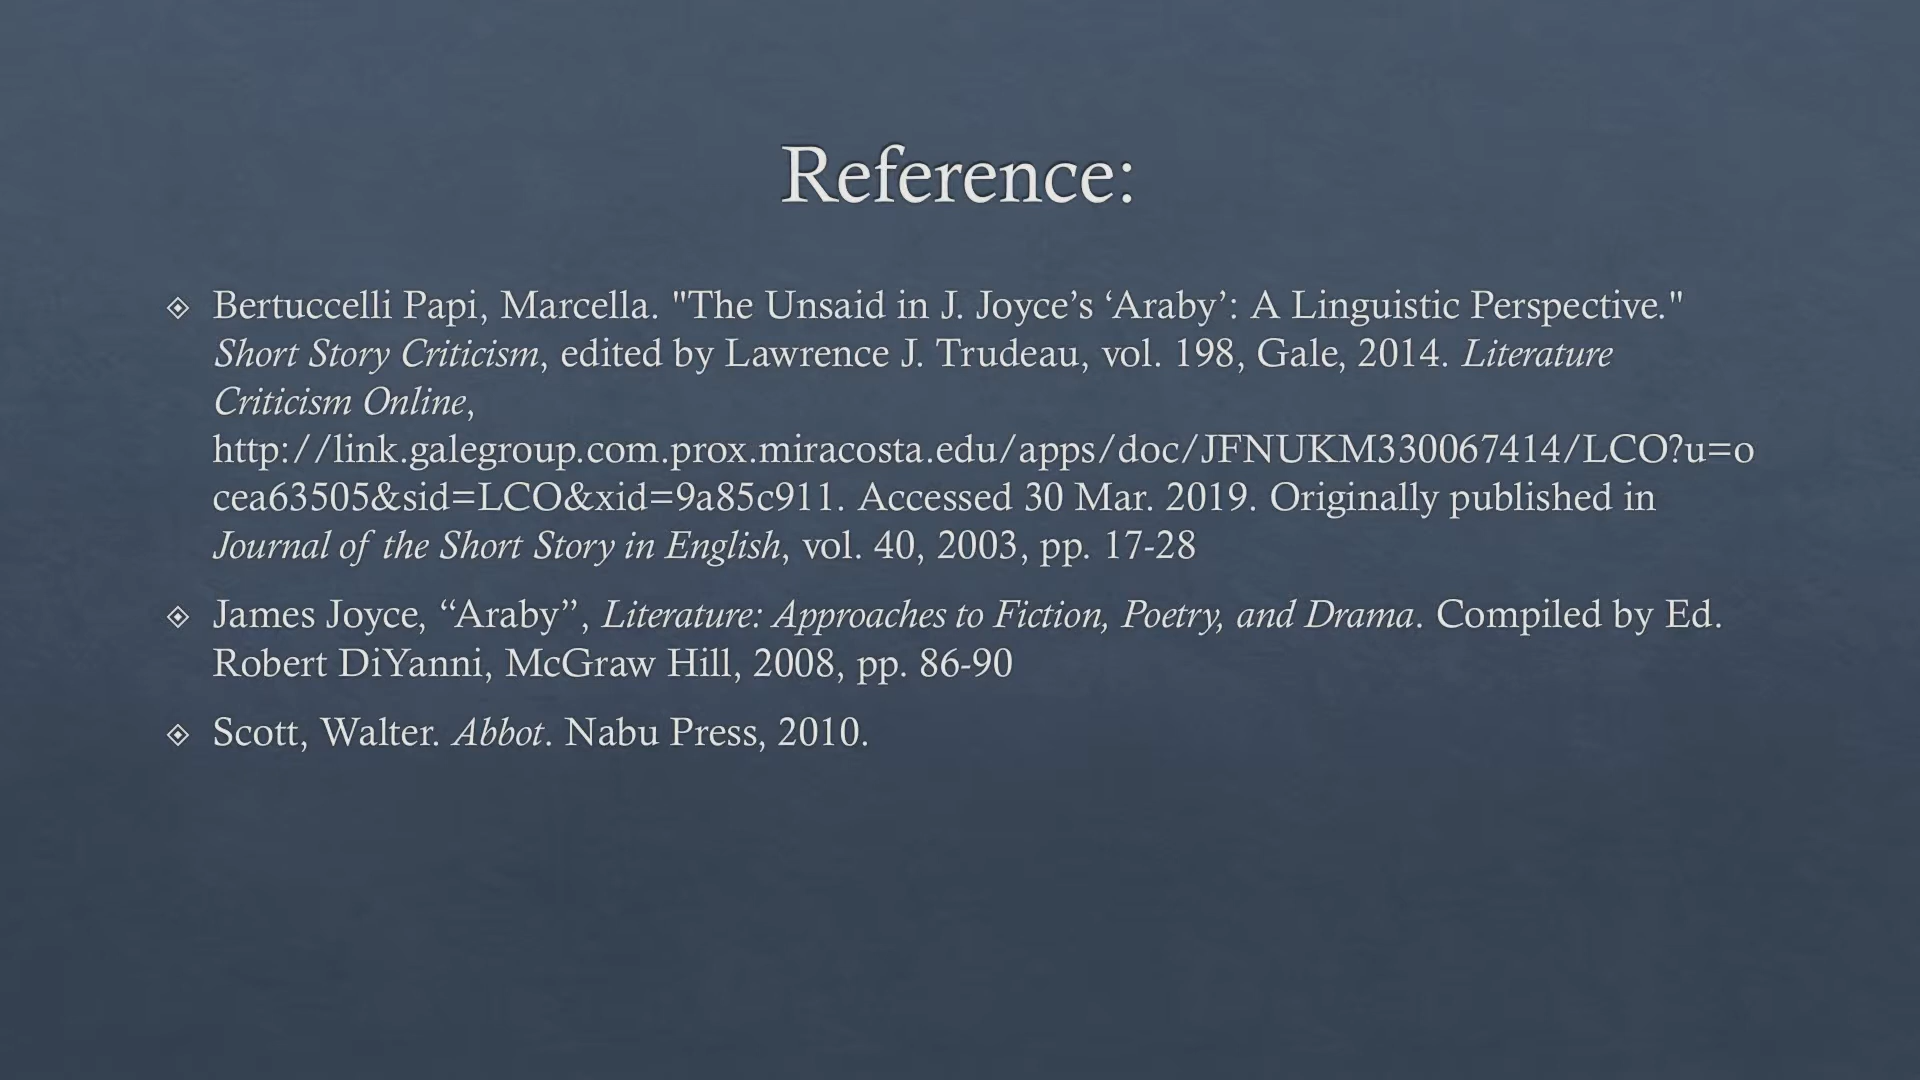 Reference:
Bertuccelli Papi, Marcella. "The Unsaid in J. Joyce’s ‘Araby’: A Linguistic Perspective."
Short Story Criticism, edited by Lawrence J. Trudeau, vol. 198, Gale, 2014. Literature
Criticism Online,
http://link.galegroup.com.prox.miracosta.edu/apps/doc/JFNUKM330067414/LCO?u=o
cea63505&sid=LCO&xid=9a85c911. Accessed 30 Mar. 2019. Originally published in
Journal of the Short Story in English, vol. 40, 2003, pp. 17-28
James Joyce, “Araby”, Literature: Approaches to Fiction, Poetry, and Drama. Compiled by Ed.
Robert DiYanni, McGraw Hill, 2008, pp. 86-90
Scott, Walter. Abbot. Nabu Press, 2010.